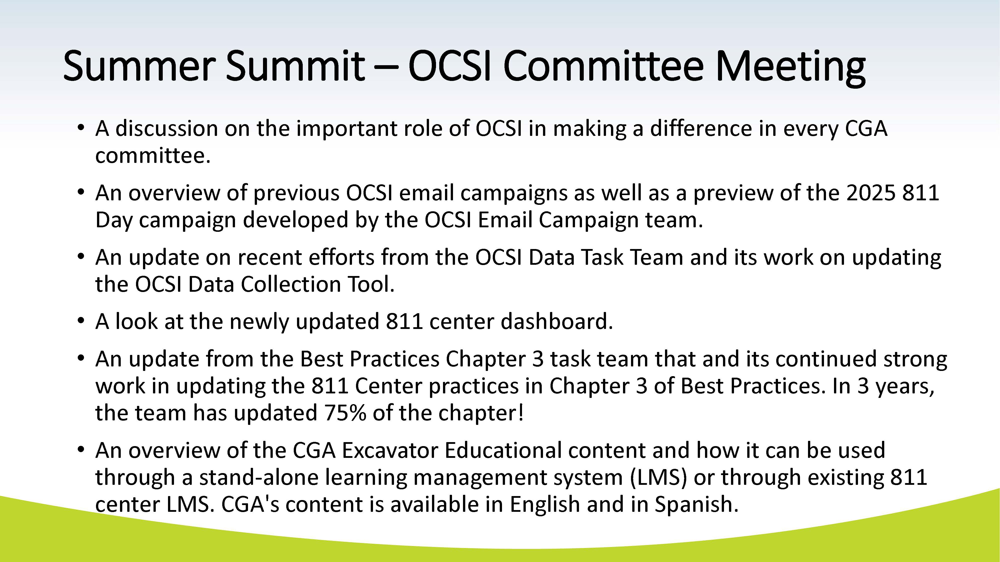 Summer Summit – OCSI Committee Meeting
• A discussion on the important role of OCSI in making a difference in every CGA
committee.
• An overview of previous OCSI email campaigns as well as a preview of the 2025 811
Day campaign developed by the OCSI Email Campaign team.
• An update on recent efforts from the OCSI Data Task Team and its work on updating
the OCSI Data Collection Tool.
• A look at the newly updated 811 center dashboard.
• An update from the Best Practices Chapter 3 task team that and its continued strong
work in updating the 811 Center practices in Chapter 3 of Best Practices. In 3 years,
the team has updated 75% of the chapter!
• An overview of the CGA Excavator Educational content and how it can be used
through a stand-alone learning management system (LMS) or through existing 811
center LMS. CGA's content is available in English and in Spanish.